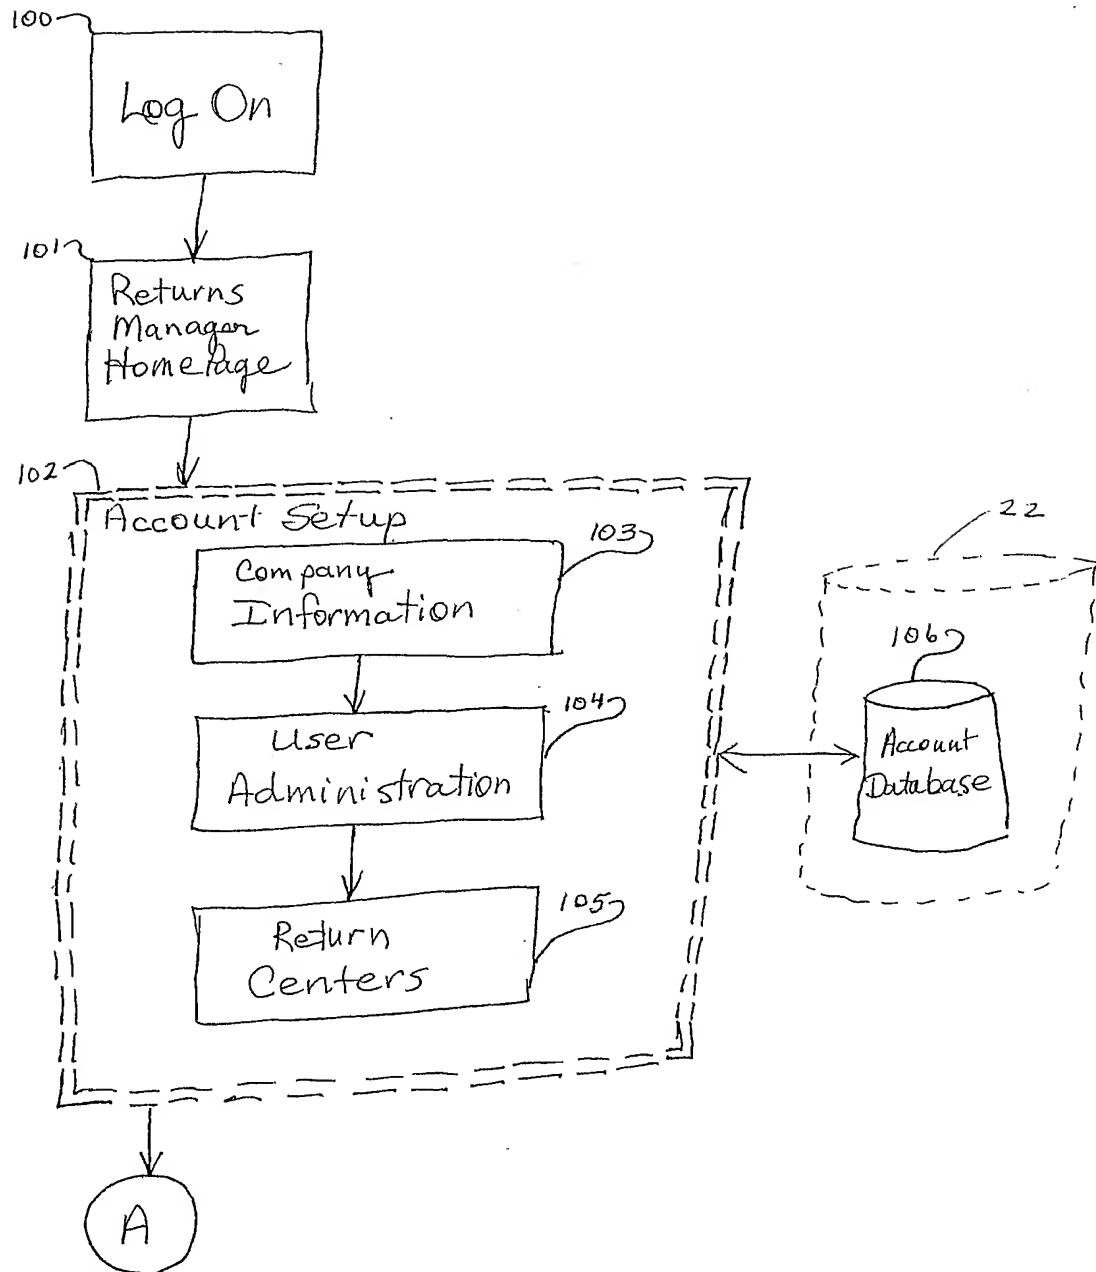 100
Log On
101
Returns
Manager
HomePage
102
Account Setup
103
Company
Information
22
106
Account
Database
104
User
Administration
105
Return
Centers
A